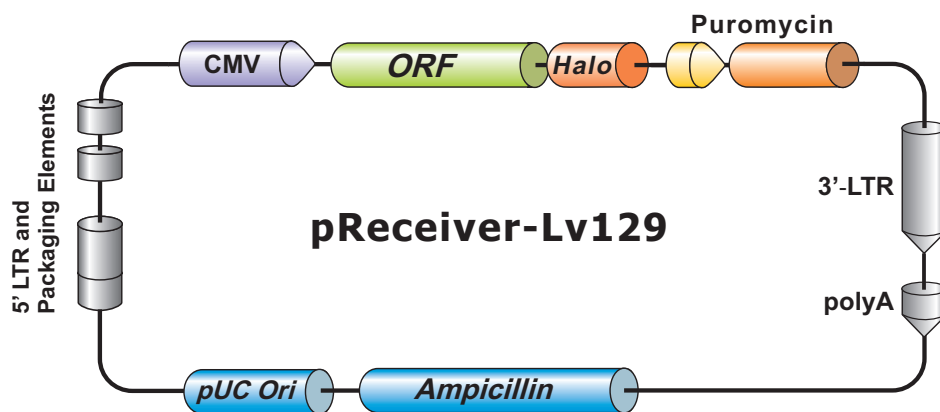 Puromycin
CMV
ORF
Halo
5’ LTR and
Packaging Elements
3’-LTR
pReceiver-Lv129
polyA
pUC Ori
Ampicillin